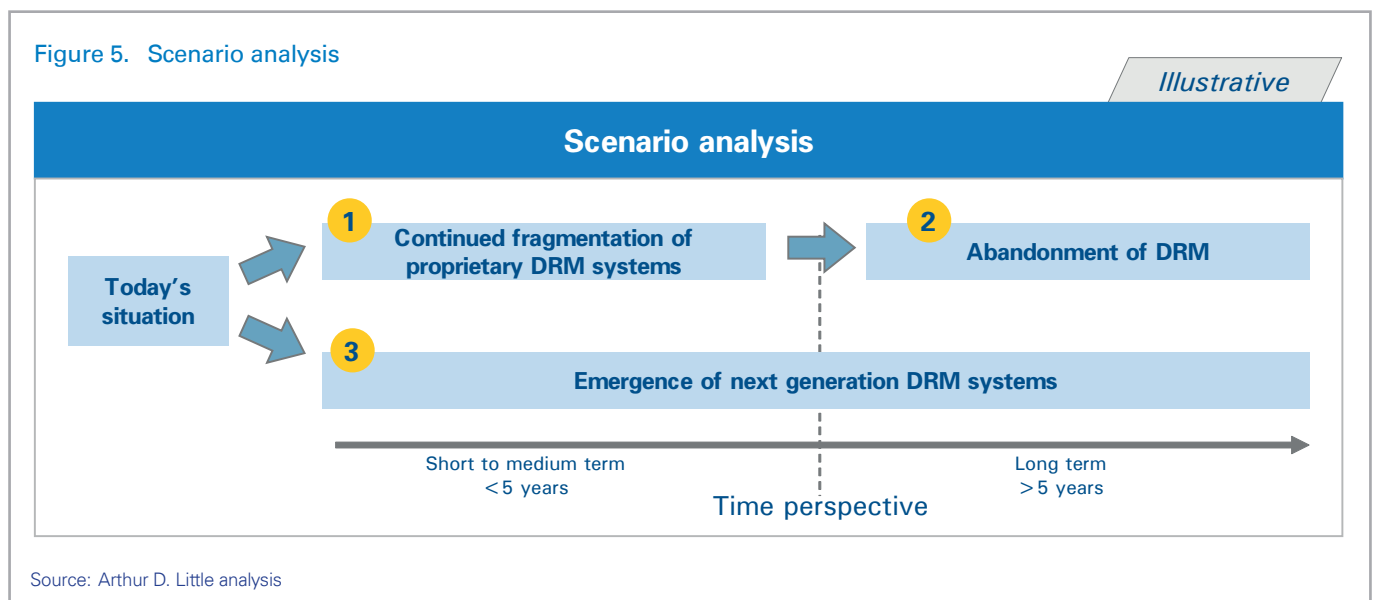 Figure 5. Scenario analysis
Illustrative
Scenario analysis
1
Continued fragmentation of
proprietary DRM systems
2
Abandonment of DRM
Today's
situation
3
Emergence of next generation DRM systems
Short to medium term
<5 years
Long term
>5 years
Time perspective
Source: Arthur D. Little analysis